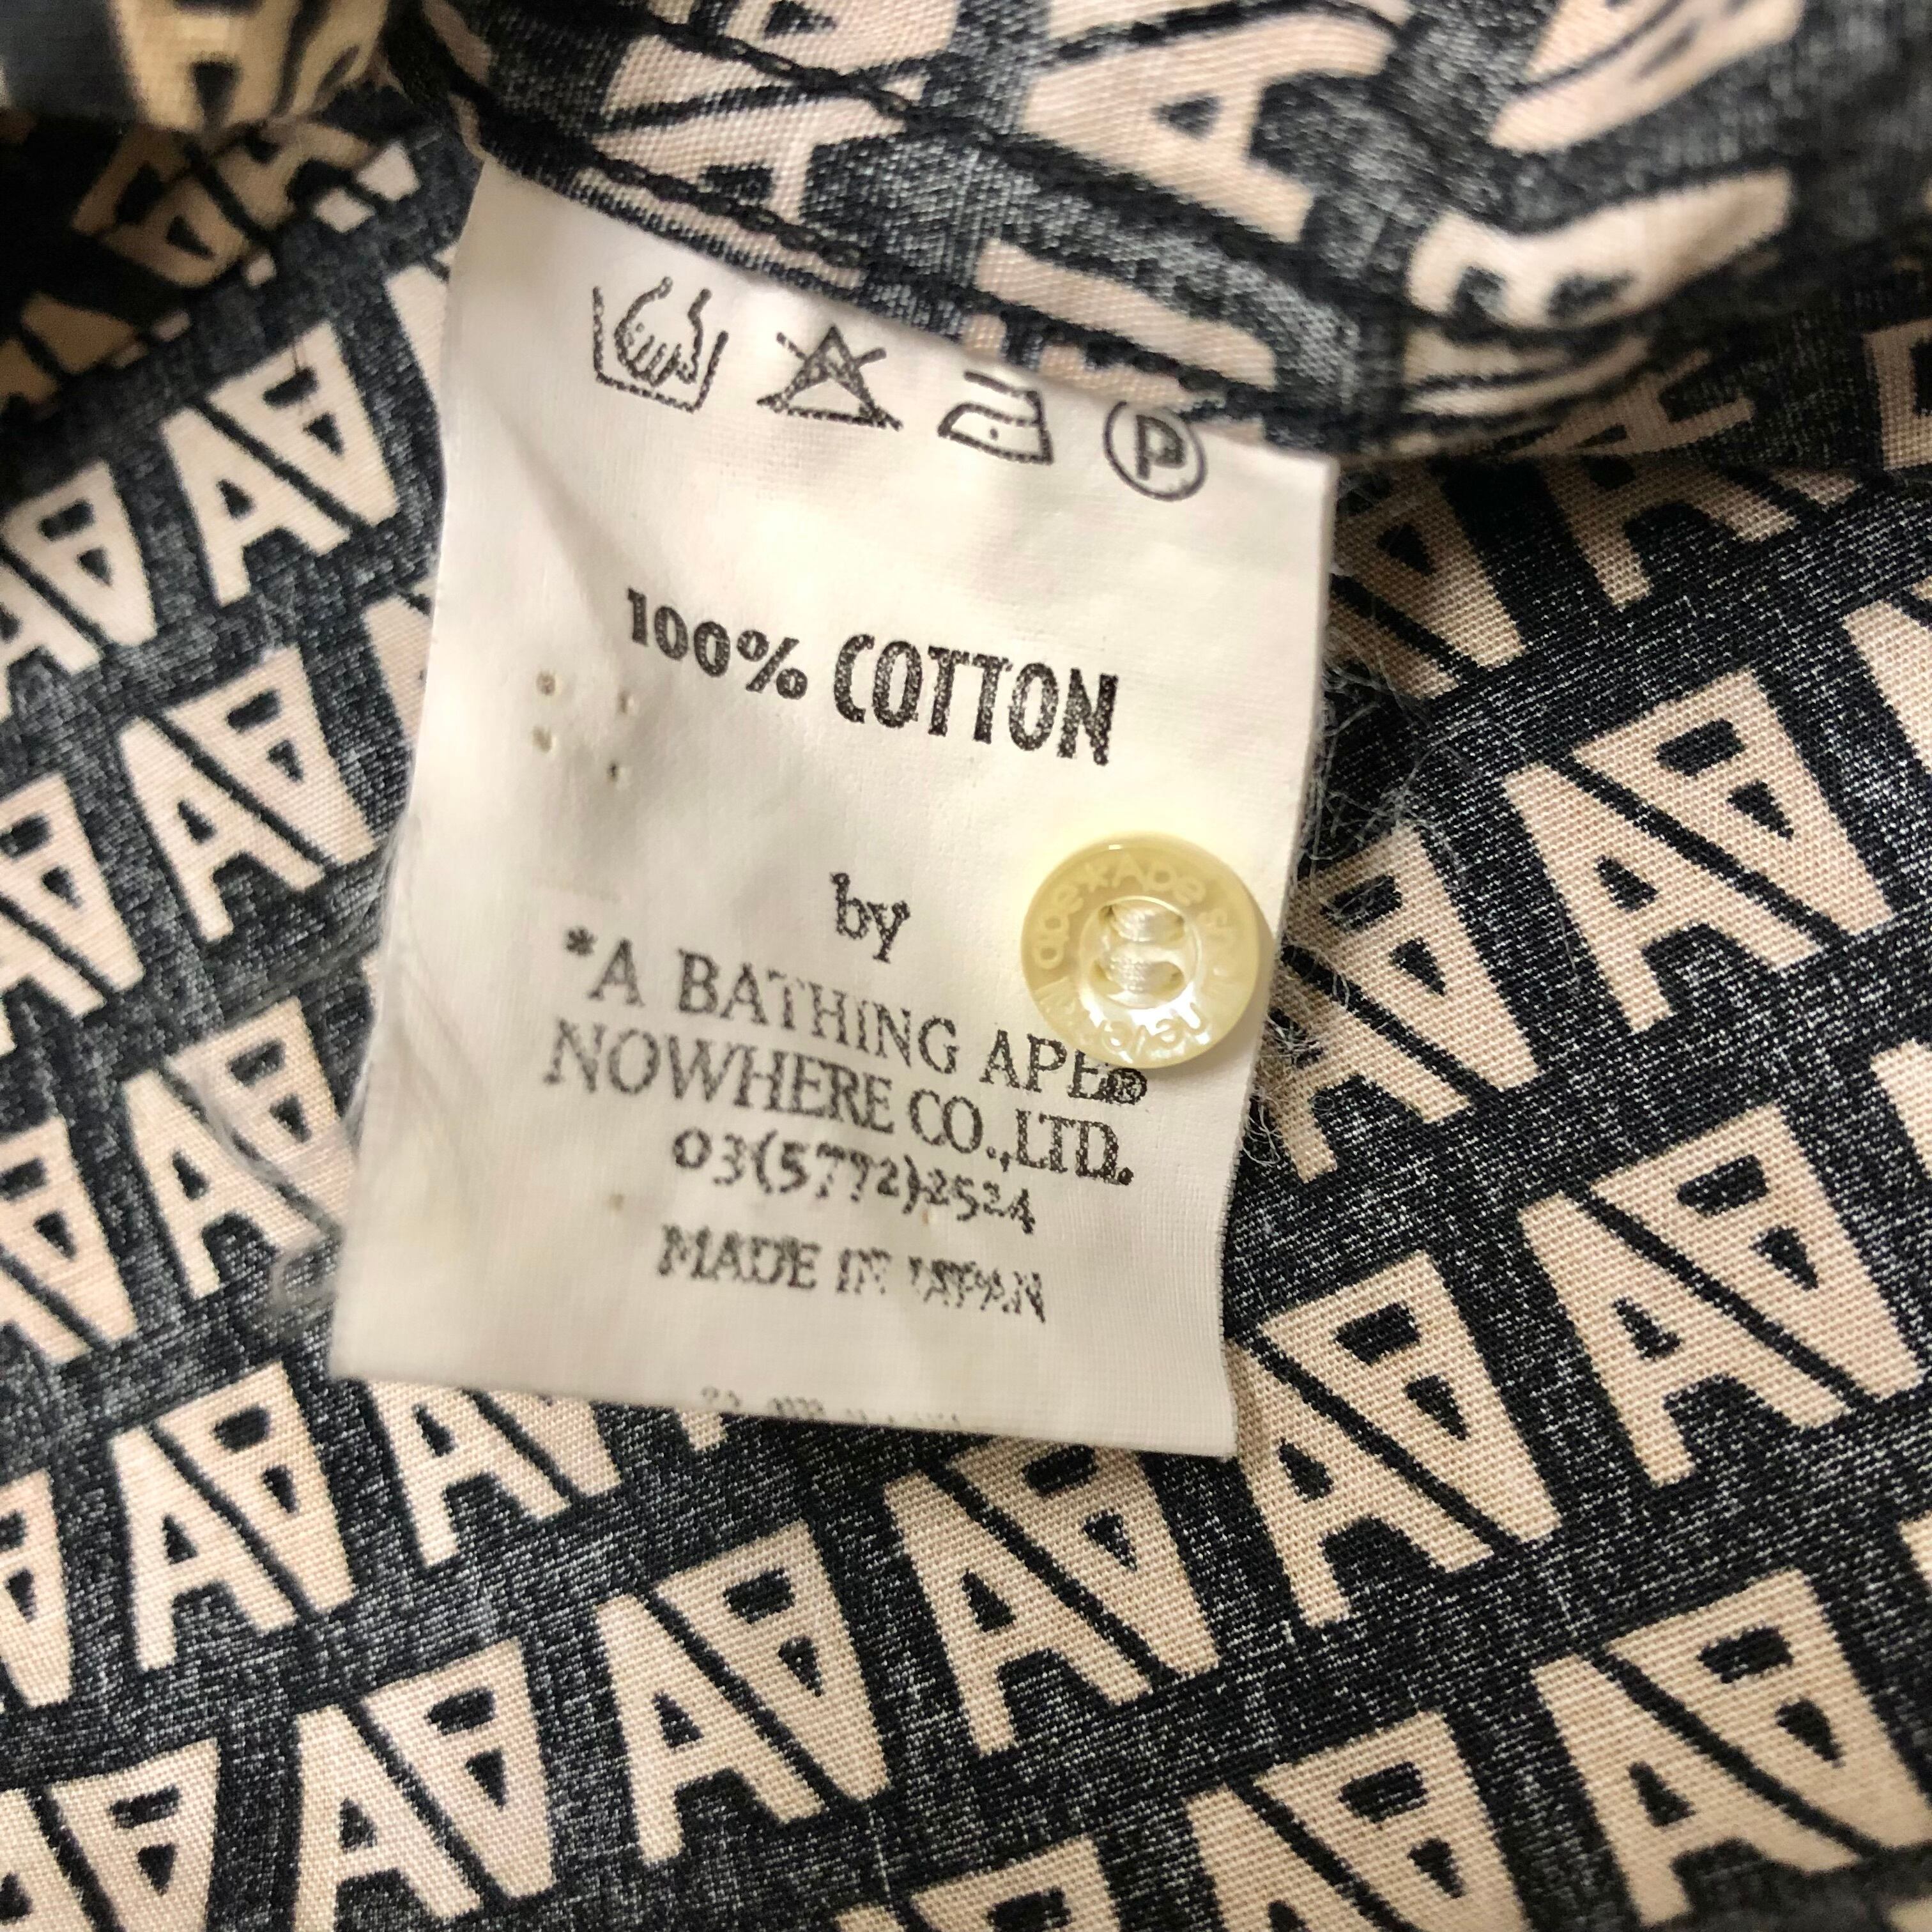 P
100% COTTON
by
*A BATHING APE®
NOWHERE CO.,LTD.
03(5772)2524
MADE IN JAPAN